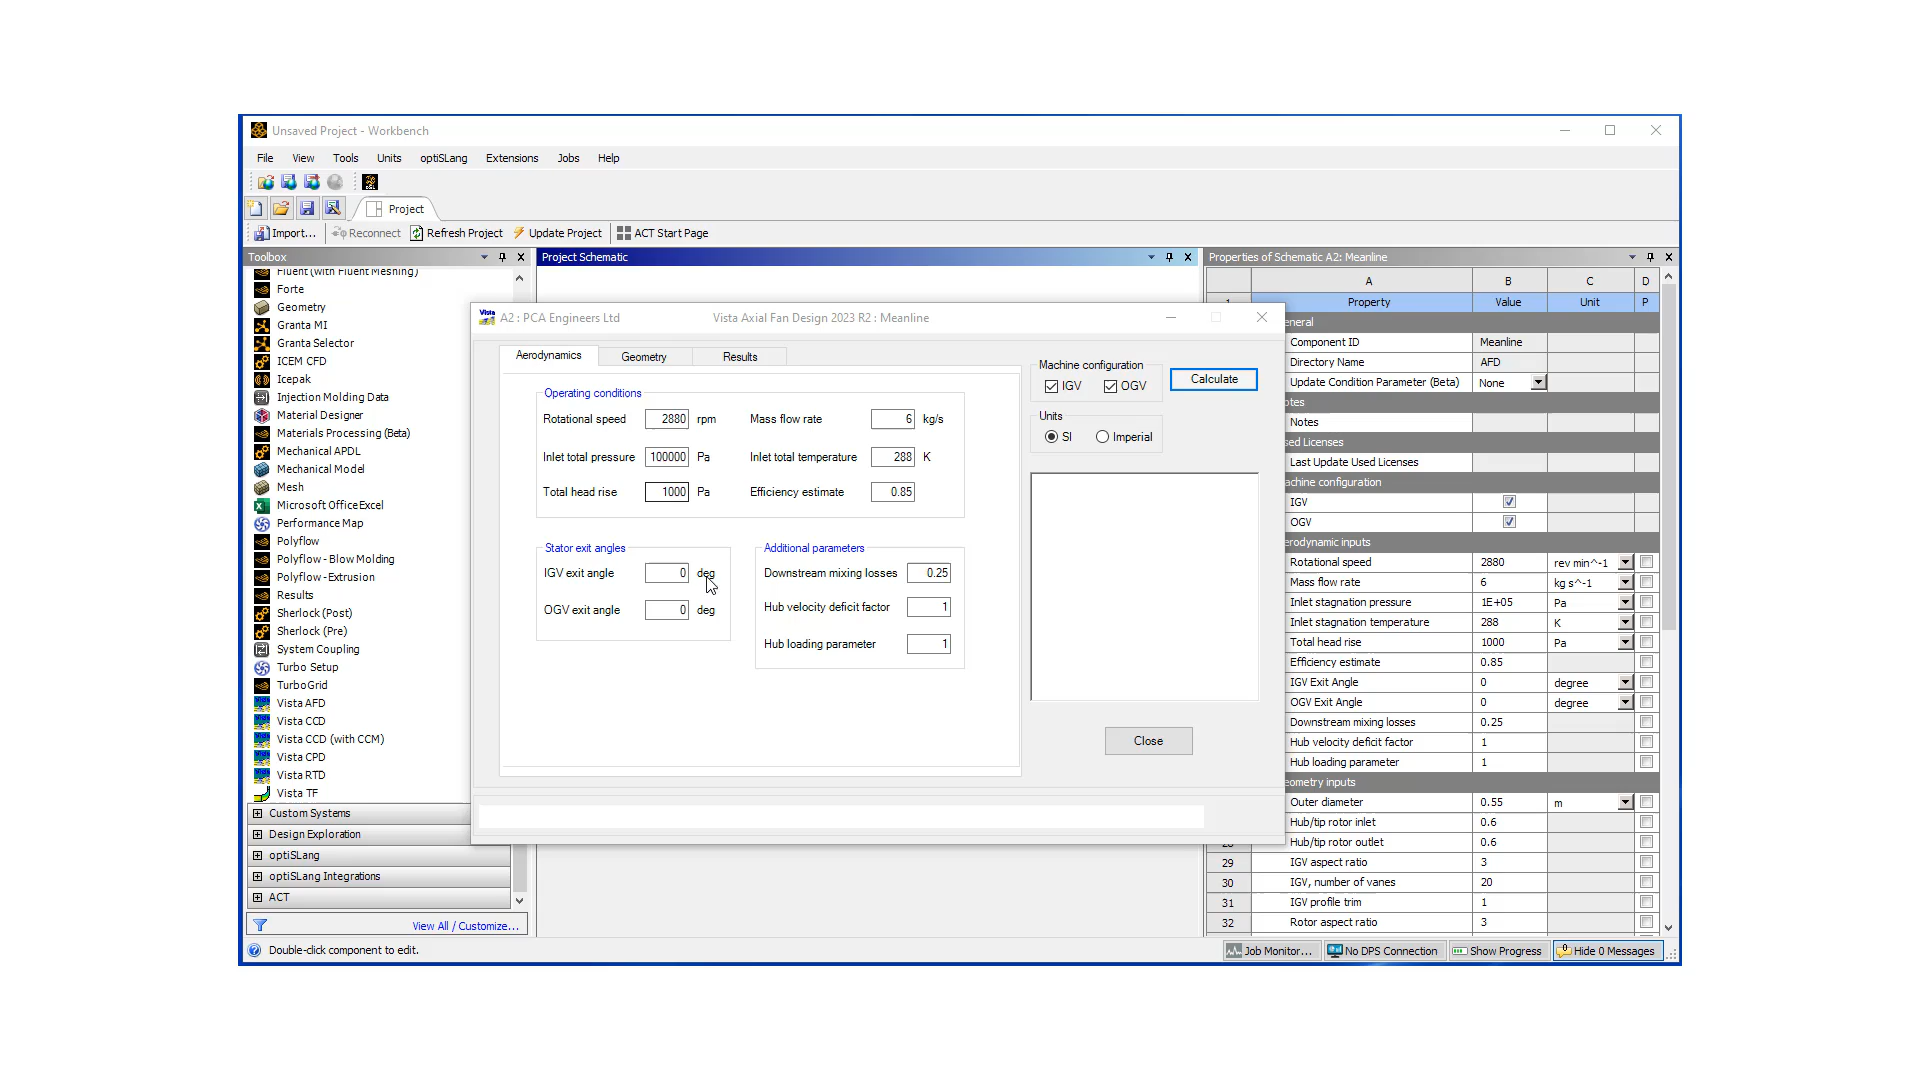 Unsaved Project - Workbench
File View Tools Units optiSLang Extensions Jobs Help
Project
Import... Reconnect Refresh Project Update Project ACT Start Page
Toolbox
Fluent (with Fluent Meshing)
Forte
Geometry
Granta MI
Granta Selector
ICEM CFD
Icepak
Injection Molding Data
Material Designer
Materials Processing (Beta)
Mechanical APDL
Mechanical Model
Mesh
Microsoft Office Excel
Performance Map
Polyflow
Polyflow - Blow Molding
Polyflow - Extrusion
Results
Sherlock (Post)
Sherlock (Pre)
System Coupling
Turbo Setup
TurboGrid
Vista AFD
Vista CCD
Vista CCD (with CCM)
Vista CPD
Vista RTD
Vista TF
Custom Systems
Design Exploration
optiSLang
optiSLang Integrations
ACT
View All / Customize...
Project Schematic
A2 : PCA Engineers Ltd Vista Axial Fan Design 2023 R2 : Meanline
Aerodynamics Geometry Results
Operating conditions
Rotational speed 2880 rpm Mass flow rate 6 kg/s
Inlet total pressure 100000 Pa Inlet total temperature 288 K
Total head rise 1000 Pa Efficiency estimate 0.85
Stator exit angles
IGV exit angle 0 deg
OGV exit angle 0 deg
Additional parameters
Downstream mixing losses 0.25
Hub velocity deficit factor 1
Hub loading parameter 1
Machine configuration
IGV OGV
Calculate
Units
SI Imperial
Close
Properties of Schematic A2: Meanline
A B C D
1 Property Value Unit P
eneral
Component ID Meanline
Directory Name AFD
Update Condition Parameter (Beta) None
otes
Notes
sed Licenses
Last Update Used Licenses
achine configuration
IGV
OGV
erodynamic inputs
Rotational speed 2880 rev min^-1
Mass flow rate 6 kg s^-1
Inlet stagnation pressure 1E+05 Pa
Inlet stagnation temperature 288 K
Total head rise 1000 Pa
Efficiency estimate 0.85
IGV Exit Angle 0 degree
OGV Exit Angle 0 degree
Downstream mixing losses 0.25
Hub velocity deficit factor 1
Hub loading parameter 1
eometry inputs
Outer diameter 0.55 m
Hub/tip rotor inlet 0.6
28 Hub/tip rotor outlet 0.6
29 IGV aspect ratio 3
30 IGV, number of vanes 20
31 IGV profile trim 1
32 Rotor aspect ratio 3
Double-click component to edit.
Job Monitor... No DPS Connection Show Progress Hide 0 Messages